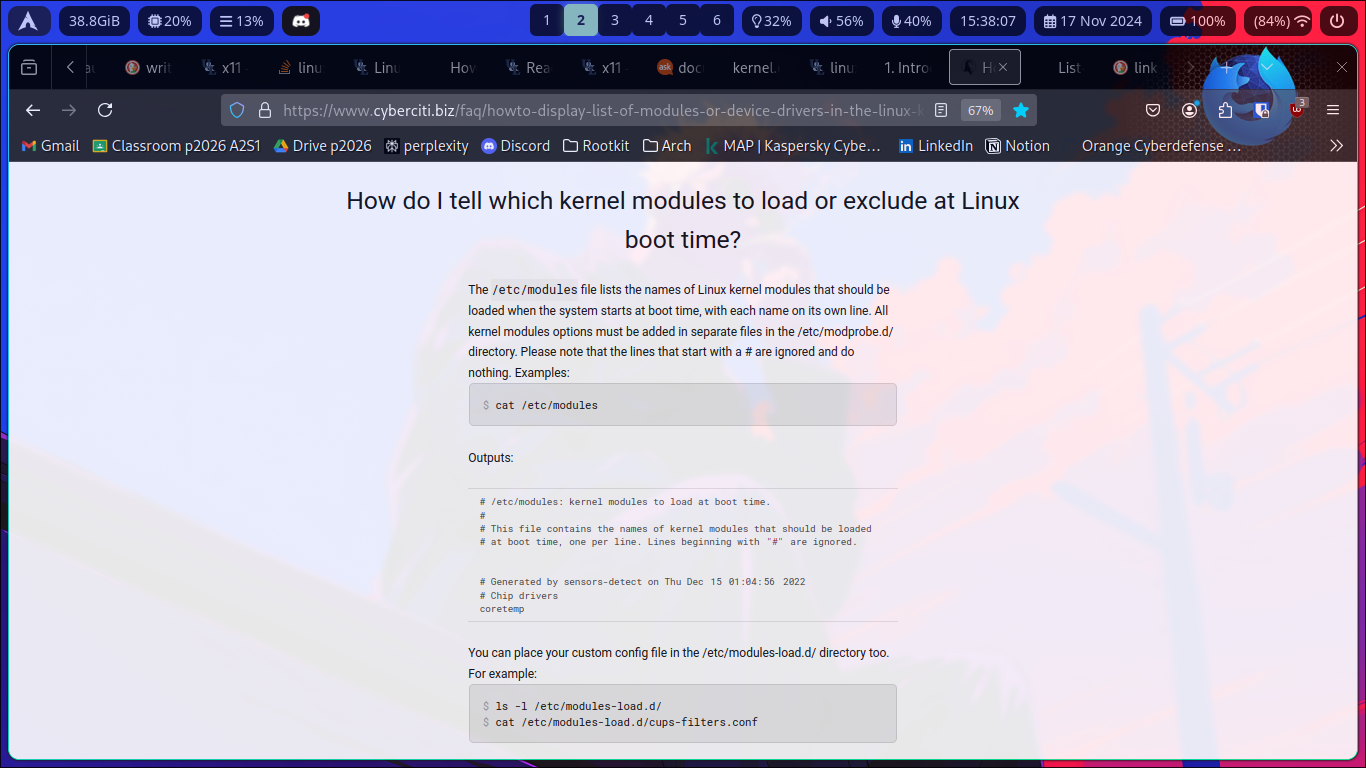 38.8GiB 20% 13% 1 2 3 4 5 6 32% 56% 40% 15:38:07 17 Nov 2024 100% (84%)
writ x11 linu Linu Hov Rea x11 doc kernel. linu 1. Intro H List link
https://www.cyberciti.biz/faq/howto-display-list-of-modules-or-device-drivers-in-the-linux-k 67% 3
Gmail Classroom p2026 A2S1 Drive p2026 perplexity Discord Rootkit Arch MAP | Kaspersky Cybe... LinkedIn Notion Orange Cyberdefense ...
How do I tell which kernel modules to load or exclude at Linux
boot time?
The /etc/modules file lists the names of Linux kernel modules that should be
loaded when the system starts at boot time, with each name on its own line. All
kernel modules options must be added in separate files in the /etc/modprobe.d/
directory. Please note that the lines that start with a # are ignored and do
nothing. Examples:
$ cat /etc/modules
Outputs:
# /etc/modules: kernel modules to load at boot time.
#
# This file contains the names of kernel modules that should be loaded
# at boot time, one per line. Lines beginning with "#" are ignored.
# Generated by sensors-detect on Thu Dec 15 01:04:56 2022
# Chip drivers
coretemp
You can place your custom config file in the /etc/modules-load.d/ directory too.
For example:
$ ls -l /etc/modules-load.d/
$ cat /etc/modules-load.d/cups-filters.conf